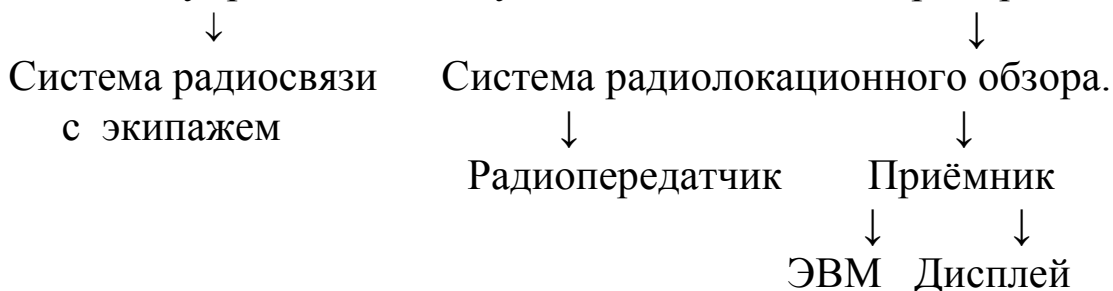 ↓ ↓
Система радиосвязи Система радиолокационного обзора.
с экипажем ↓ ↓
Радиопередатчик Приёмник
↓ ↓
ЭВМ Дисплей